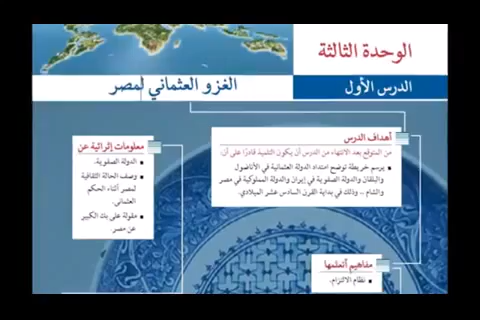 الوحدة الثالثة
الدرس الأول
الغزو العثماني لمصر
أهداف الدرس
من المتوقع بعد الانتهاء من الدرس أن يكون التلميذ قادرًا على أن:
■ يرسم خريطة توضح امتداد الدولة العثمانية في الأناضول
والبلقان والدولة الصفوية في إيران والدولة المملوكية في مصر
والشام – وذلك في بداية القرن السادس عشر الميلادي.
معلومات إثرائية عن
■ الدولة الصفوية.
■ وصف الحالة الثقافية
لمصر أثناء الحكم
العثماني.
■ مقولة على بك الكبير
عن مصر.
مفاهيم أتعلمها
■ نظام الالتزام.